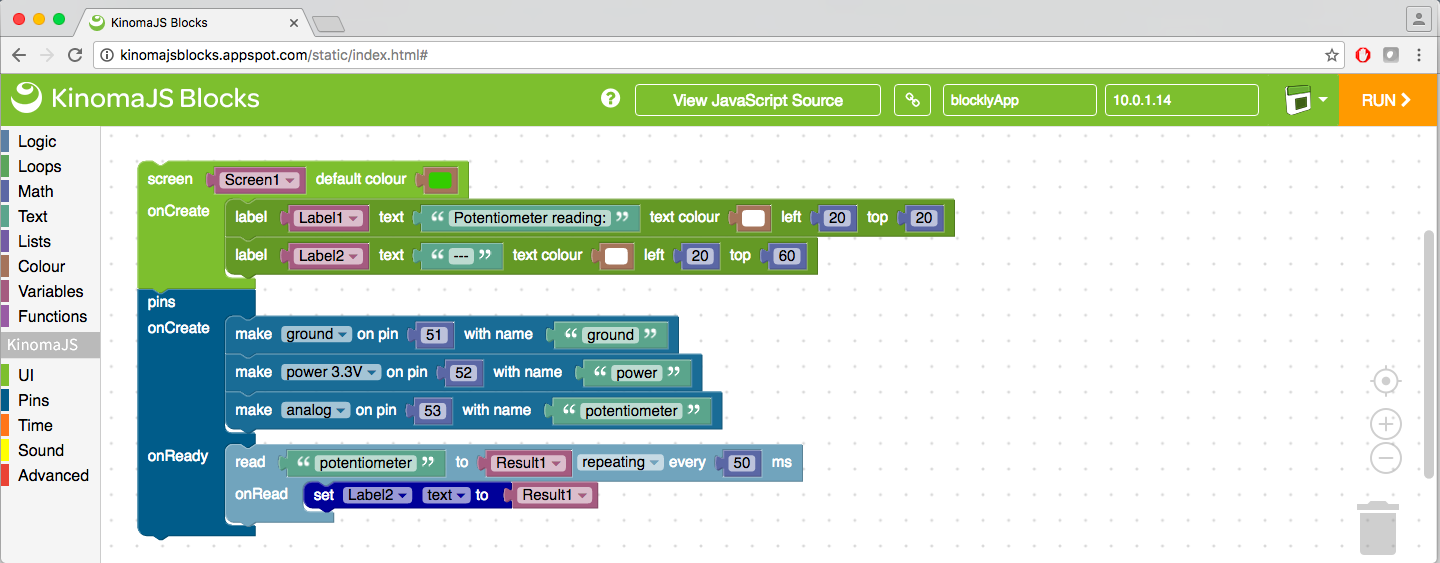 KinomaJS Blocks
kinomajsblocks.appspot.com/static/index.html#
KinomaJS Blocks
?
View JavaScript Source
blocklyApp
10.0.1.14
RUN
Logic
Loops
Math
Text
Lists
Colour
Variables
Functions
KinomaJS
UI
Pins
Time
Sound
Advanced
screen Screen1 default colour
onCreate label Label1 text “ Potentiometer reading: ” text colour left 20 top 20
label Label2 text “ --- ” text colour left 20 top 60
pins
onCreate make ground on pin 51 with name “ ground ”
make power 3.3V on pin 52 with name “ power ”
make analog on pin 53 with name “ potentiometer ”
onReady read “ potentiometer ” to Result1 repeating every 50 ms
onRead set Label2 text to Result1